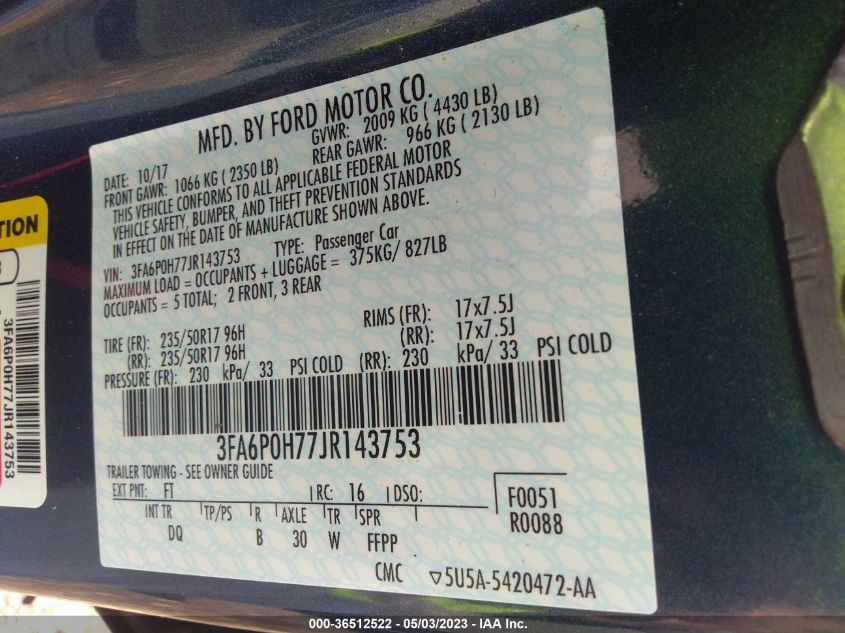 MFD. BY FORD MOTOR CO.
DATE: 10/17 GVWR: 2009 KG ( 4430 LB)
FRONT GAWR: 1066 KG ( 2350 LB) REAR GAWR: 966 KG ( 2130 LB)
THIS VEHICLE CONFORMS TO ALL APPLICABLE FEDERAL MOTOR
VEHICLE SAFETY, BUMPER, AND THEFT PREVENTION STANDARDS
IN EFFECT ON THE DATE OF MANUFACTURE SHOWN ABOVE.
VIN: 3FA6P0H77JR143753 TYPE: Passenger Car
MAXIMUM LOAD = OCCUPANTS + LUGGAGE = 375KG/ 827LB
OCCUPANTS = 5 TOTAL; 2 FRONT, 3 REAR
TIRE (FR): 235/50R17 96H RIMS (FR): 17x7.5J
(RR): 235/50R17 96H (RR): 17x7.5J
PRESSURE (FR): 230 kPa/ 33 PSI COLD (RR): 230 kPa/ 33 PSI COLD
3FA6P0H77JR143753
TRAILER TOWING - SEE OWNER GUIDE
EXT PNT: FT RC: 16 DSO: F0051
INT TR TP/PS R AXLE TR SPR R0088
DQ B 30 W FFPP
CMC ▽5U5A-5420472-AA
TION
3FA6P0H77JR143753
000-36512522 - 05/03/2023 - IAA Inc.